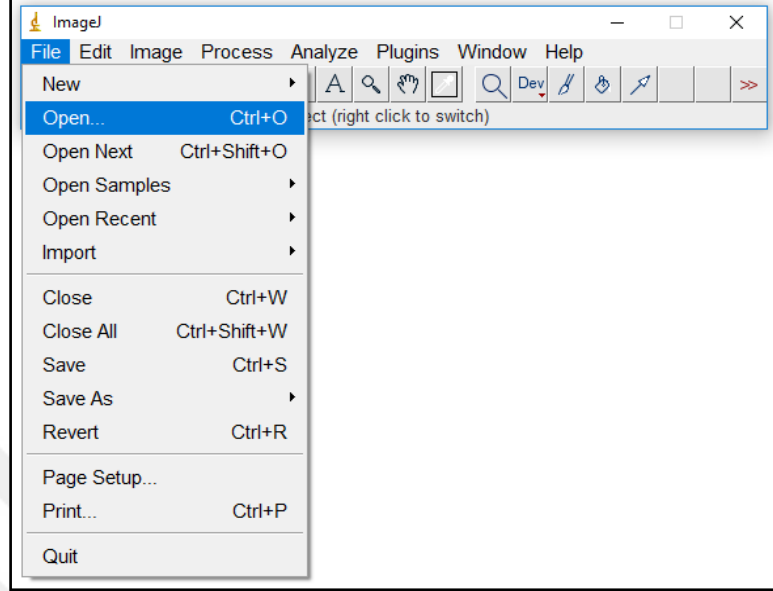 ImageJ
File Edit Image Process Analyze Plugins Window Help
A Dev >>
(right click to switch)
New
Open... Ctrl+O
Open Next Ctrl+Shift+O
Open Samples
Open Recent
Import
Close Ctrl+W
Close All Ctrl+Shift+W
Save Ctrl+S
Save As
Revert Ctrl+R
Page Setup...
Print... Ctrl+P
Quit